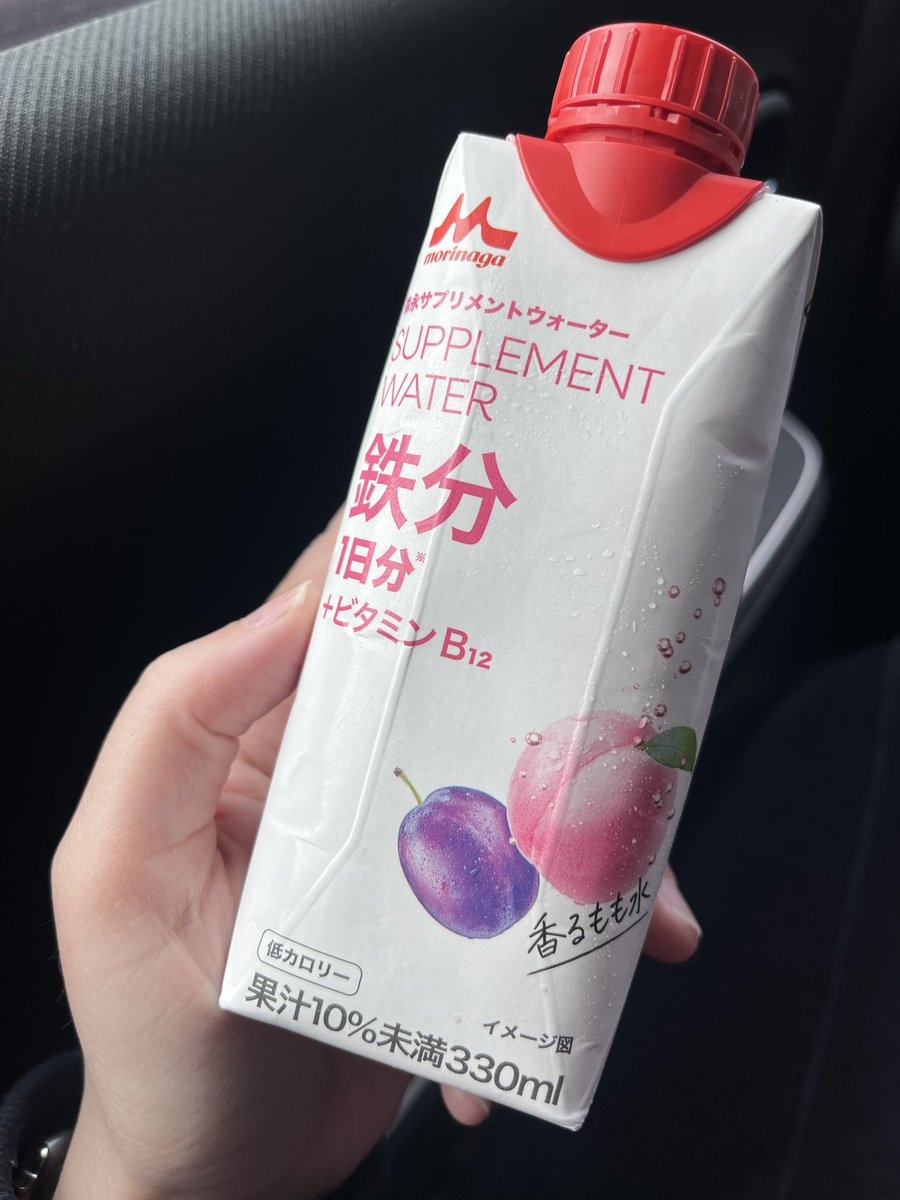 morinaga
森永サプリメントウォーター
SUPPLEMENT
WATER
鉄分
1日分※
+ビタミンB12
香るもも水
低カロリー
イメージ図
果汁10%未満330ml